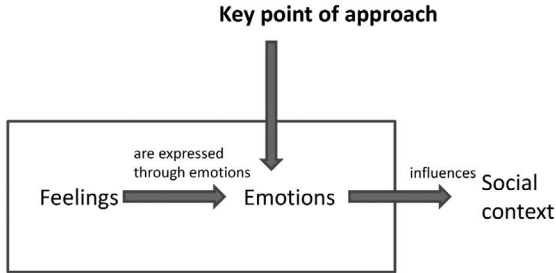 Key point of approach
are expressed
through emotions
influences
Feelings
Emotions
Social
context